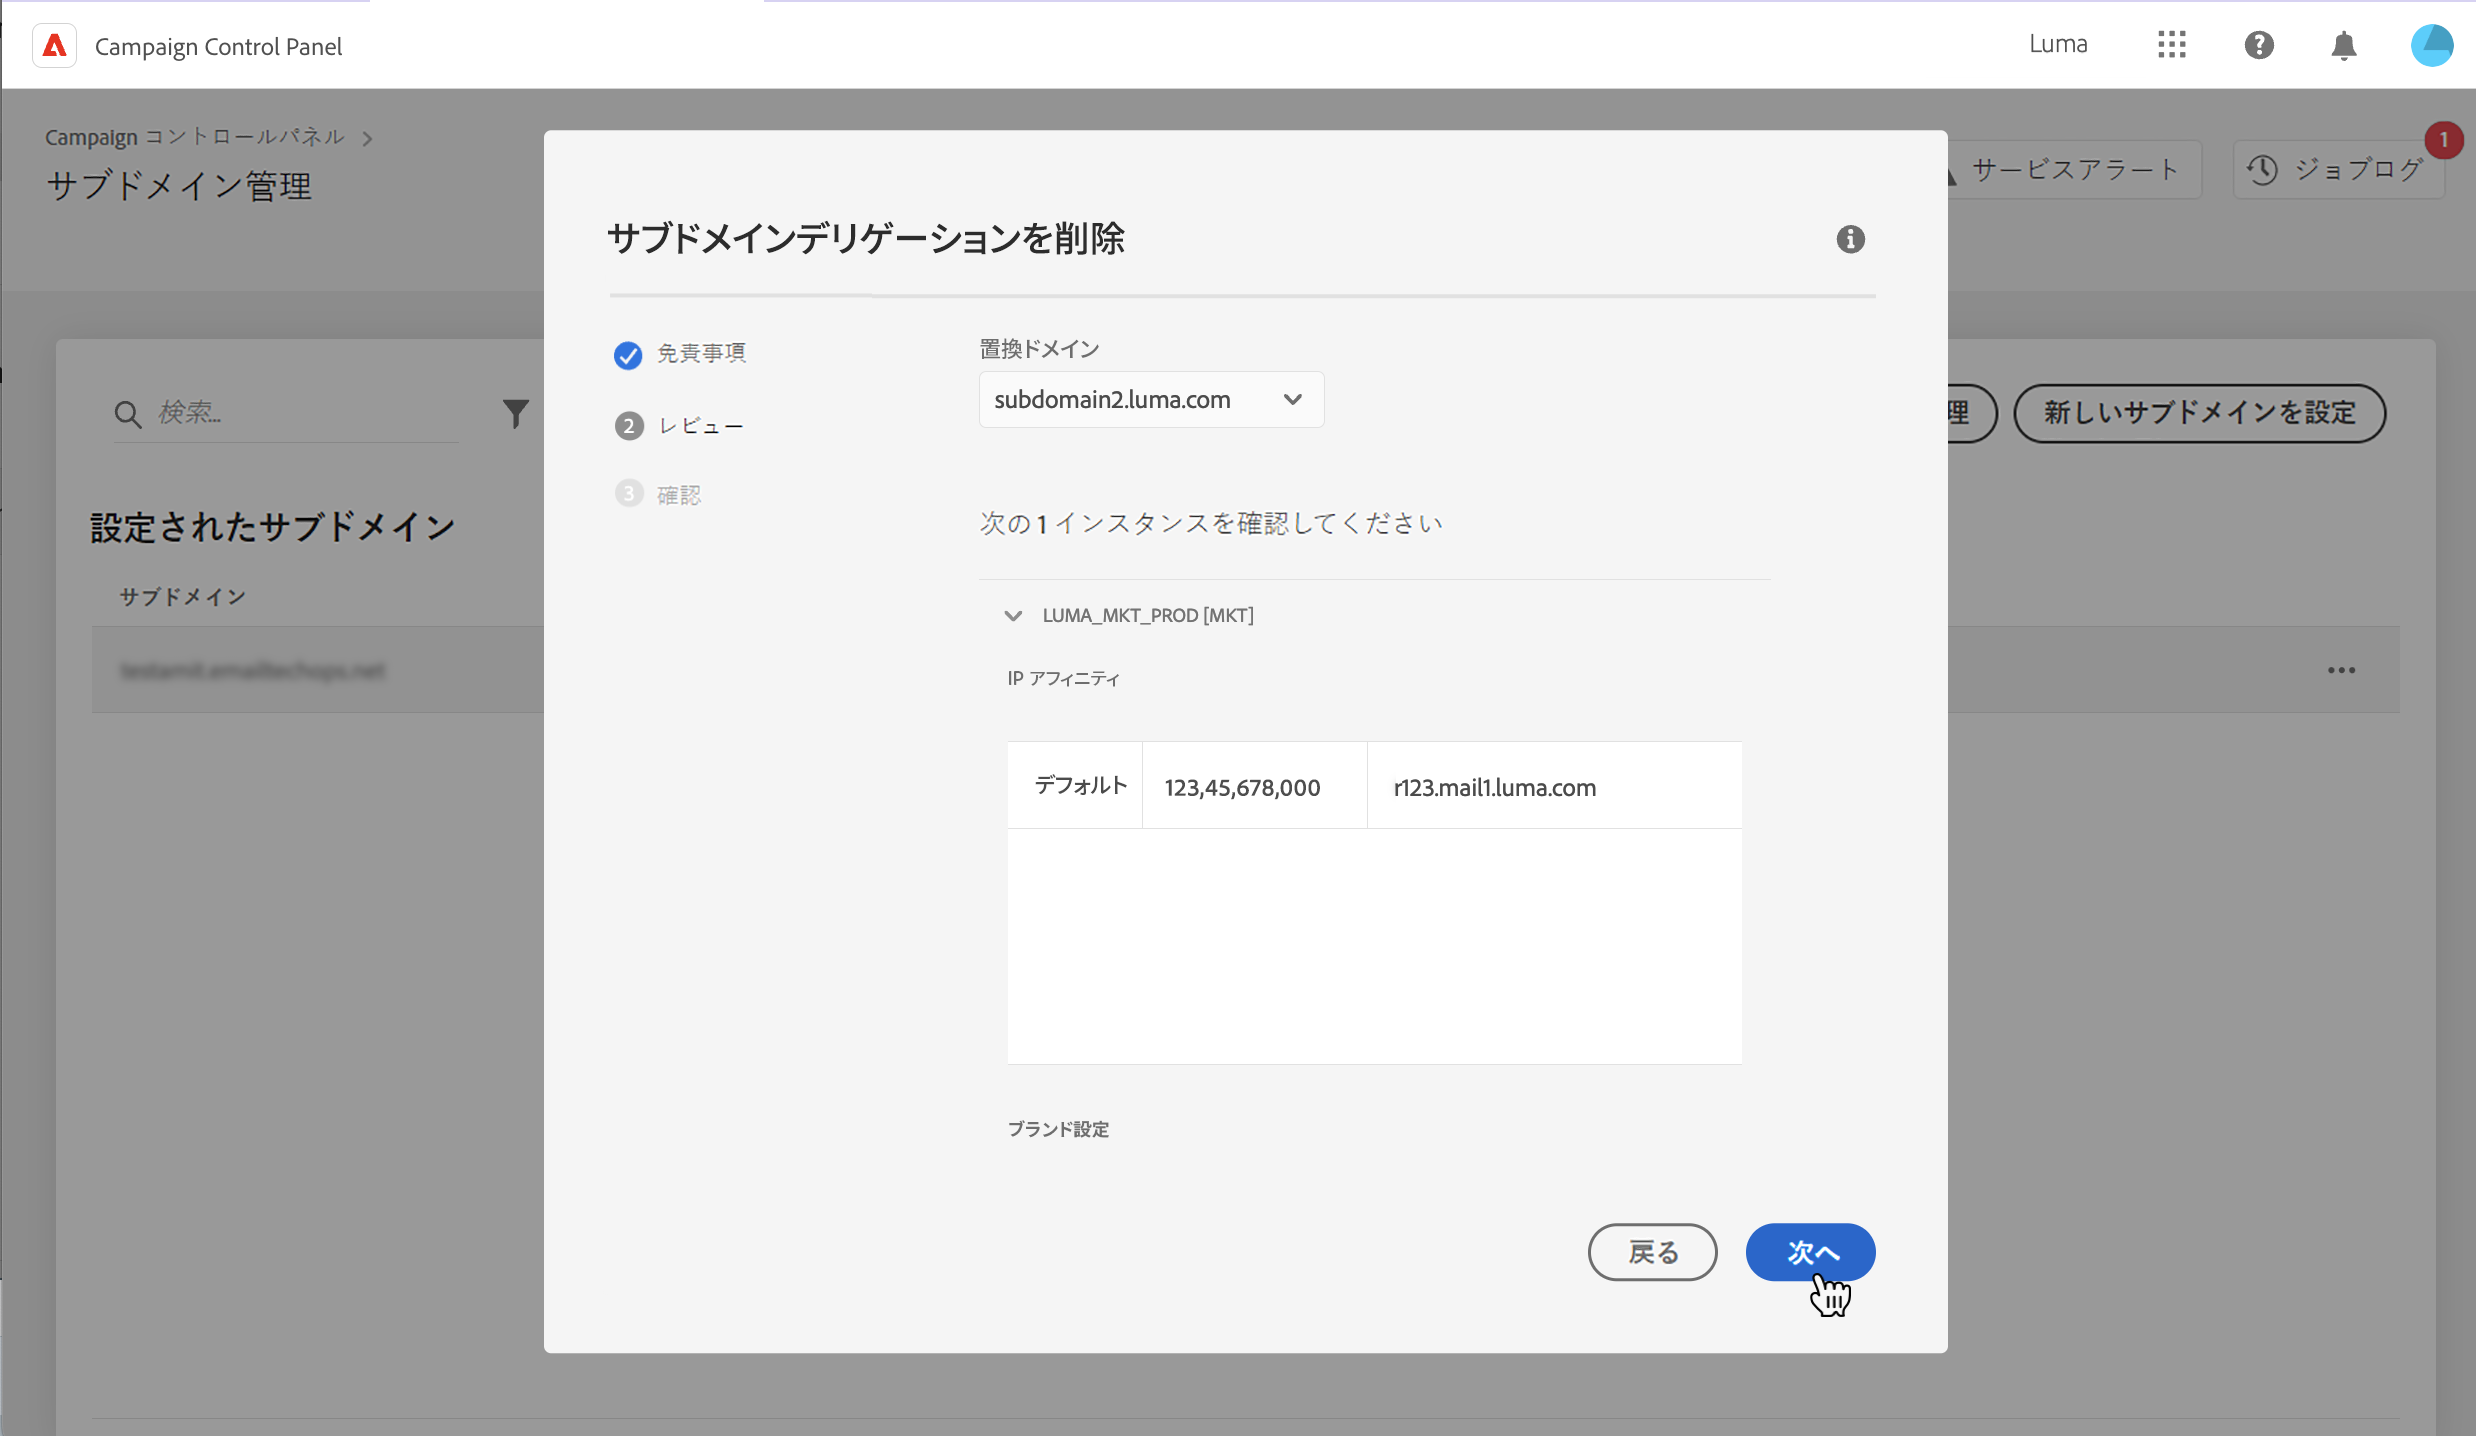 Campaign Control Panel
Luma
Campaign コントロールパネル
サブドメイン管理
サービスアラート
ジョブログ
1
サブドメインデリゲーションを削除
免責事項
2 レビュー
3 確認
置換ドメイン
subdomain2.luma.com
次の 1 インスタンスを確認してください
LUMA_MKT_PROD [MKT]
IP アフィニティ
デフォルト 123,45,678,000 r123.mail1.luma.com
ブランド設定
戻る 次へ
検索...
理
新しいサブドメインを設定
設定されたサブドメイン
サブドメイン